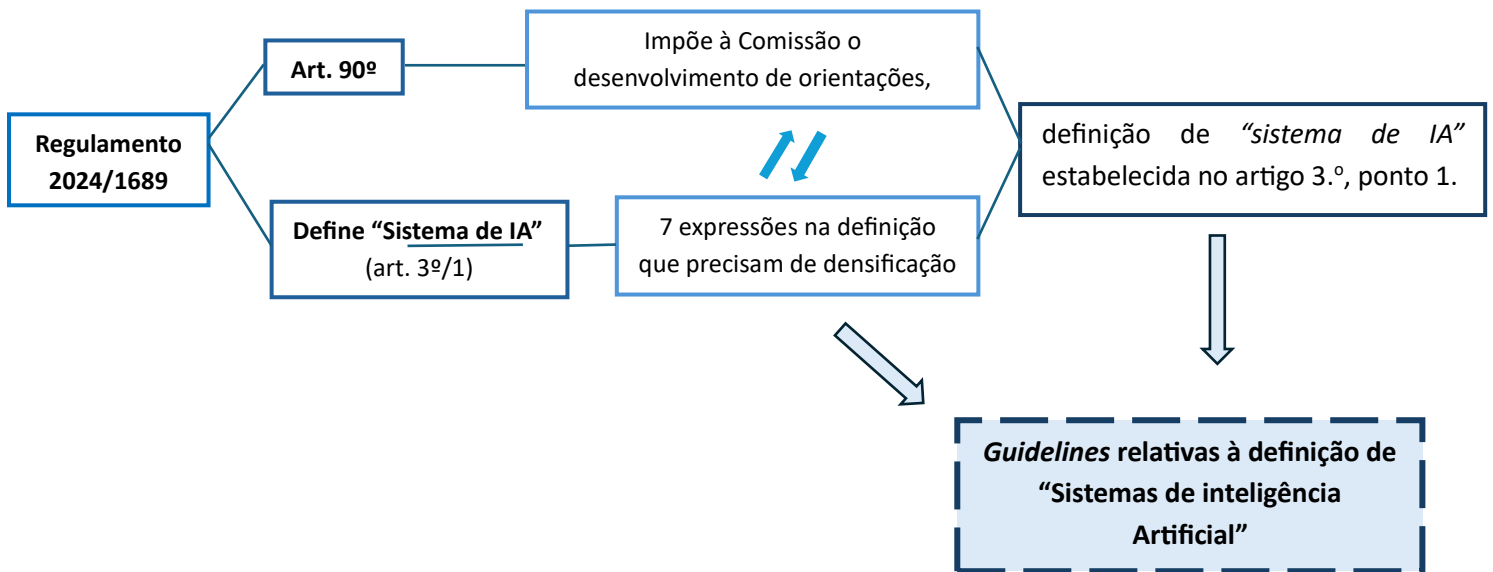 Regulamento
2024/1689
Art. 90º
Impõe à Comissão o
desenvolvimento de orientações,
Define “Sistema de IA”
(art. 3º/1)
7 expressões na definição
que precisam de densificação
definição de “sistema de IA”
estabelecida no artigo 3.º, ponto 1.
Guidelines relativas à definição de
“Sistemas de inteligência
Artificial”